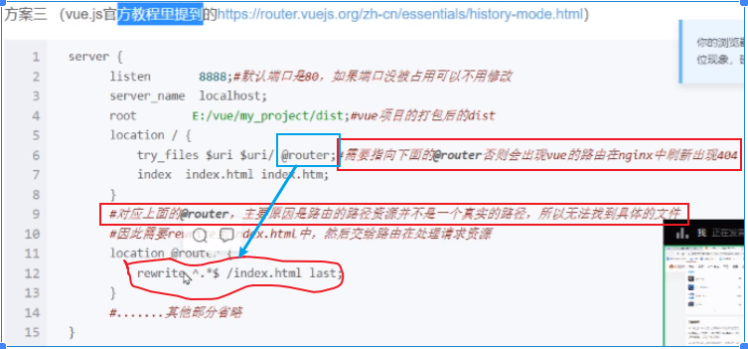 方案三 （vue.js官方教程里提到的https://router.vuejs.org/zh-cn/essentials/history-mode.html）
你的浏览器
位现象，
1 server {
2 listen 8888;#默认端口是80，如果端口没被占用可以不用修改
3 server_name localhost;
4 root E:/vue/my_project/dist;#vue项目的打包后的dist
5 location / {
6 try_files $uri $uri/ @router;#需要指向下面的@router否则会出现vue的路由在nginx中刷新出现404
7 index index.html index.htm;
8 }
9 #对应上面的@router，主要原因是路由的路径资源并不是一个真实的路径，所以无法找到具体的文件
10 #因此需要rew dex.html中，然后交给路由在处理请求资源
11 location @router {
12 rewrite ^.*$ /index.html last;
13 }
14 #.......其他部分省略
15 }
我 正在发